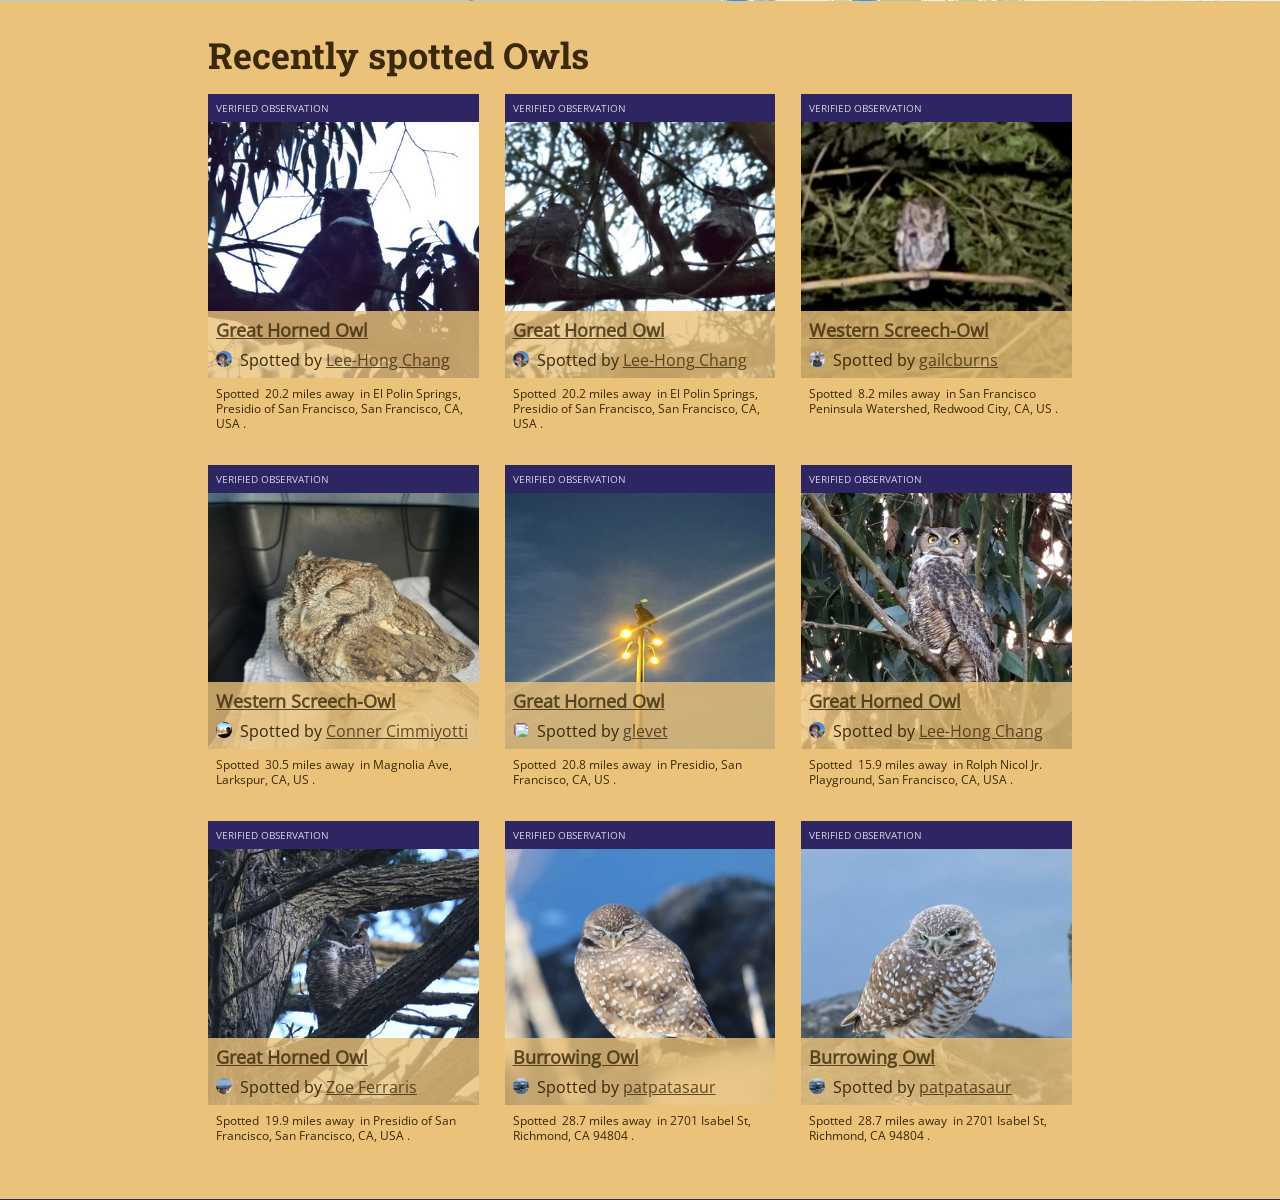 Recently spotted Owls
VERIFIED OBSERVATION
Great Horned Owl
Spotted by Lee-Hong Chang
Spotted 20.2 miles away in El Polin Springs,
Presidio of San Francisco, San Francisco, CA,
USA .
VERIFIED OBSERVATION
Great Horned Owl
Spotted by Lee-Hong Chang
Spotted 20.2 miles away in El Polin Springs,
Presidio of San Francisco, San Francisco, CA,
USA .
VERIFIED OBSERVATION
Western Screech-Owl
Spotted by gailcburns
Spotted 8.2 miles away in San Francisco
Peninsula Watershed, Redwood City, CA, US .
VERIFIED OBSERVATION
Western Screech-Owl
Spotted by Conner Cimmiyotti
Spotted 30.5 miles away in Magnolia Ave,
Larkspur, CA, US .
VERIFIED OBSERVATION
Great Horned Owl
Spotted by glevet
Spotted 20.8 miles away in Presidio, San
Francisco, CA, US .
VERIFIED OBSERVATION
Great Horned Owl
Spotted by Lee-Hong Chang
Spotted 15.9 miles away in Rolph Nicol Jr.
Playground, San Francisco, CA, USA .
VERIFIED OBSERVATION
Great Horned Owl
Spotted by Zoe Ferraris
Spotted 19.9 miles away in Presidio of San
Francisco, San Francisco, CA, USA .
VERIFIED OBSERVATION
Burrowing Owl
Spotted by patpatasaur
Spotted 28.7 miles away in 2701 Isabel St,
Richmond, CA 94804 .
VERIFIED OBSERVATION
Burrowing Owl
Spotted by patpatasaur
Spotted 28.7 miles away in 2701 Isabel St,
Richmond, CA 94804 .